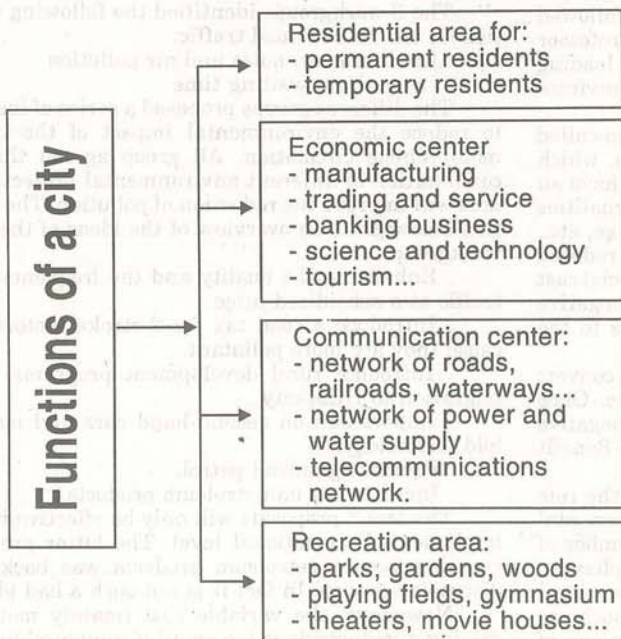 Functions of a city
Residential area for:
- permanent residents
- temporary residents
Economic center
- manufacturing
- trading and service
- banking business
- science and technology
- tourism...
Communication center:
- network of roads,
railroads, waterway...
- network of power and
water supply
- telecommunications
network.
Recreation area:
- parks, gardens, woods
- playing fields, gymnasium
- theaters, movie houses...